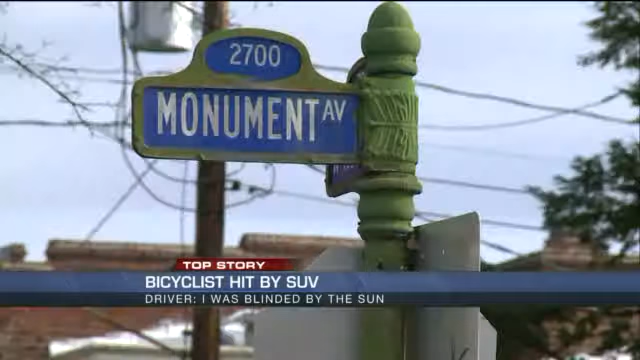 2700
MONUMENT AV
TOP STORY
BICYCLIST HIT BY SUV
DRIVER: I WAS BLINDED BY THE SUN